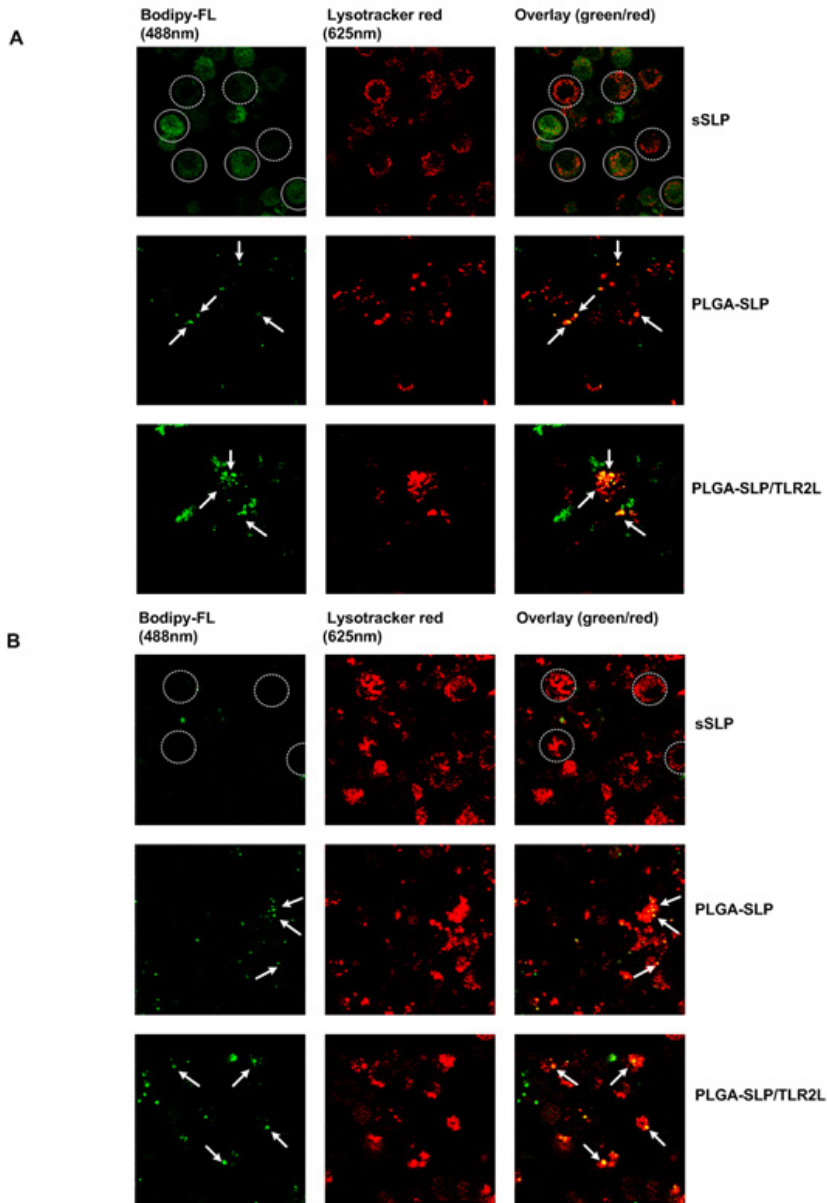 A
Bodipy-FL
(488nm)
Lysotracker red
(625nm)
Overlay (green/red)
sSLP
PLGA-SLP
PLGA-SLP/TLR2L
B
Bodipy-FL
(488nm)
Lysotracker red
(625nm)
Overlay (green/red)
sSLP
PLGA-SLP
PLGA-SLP/TLR2L